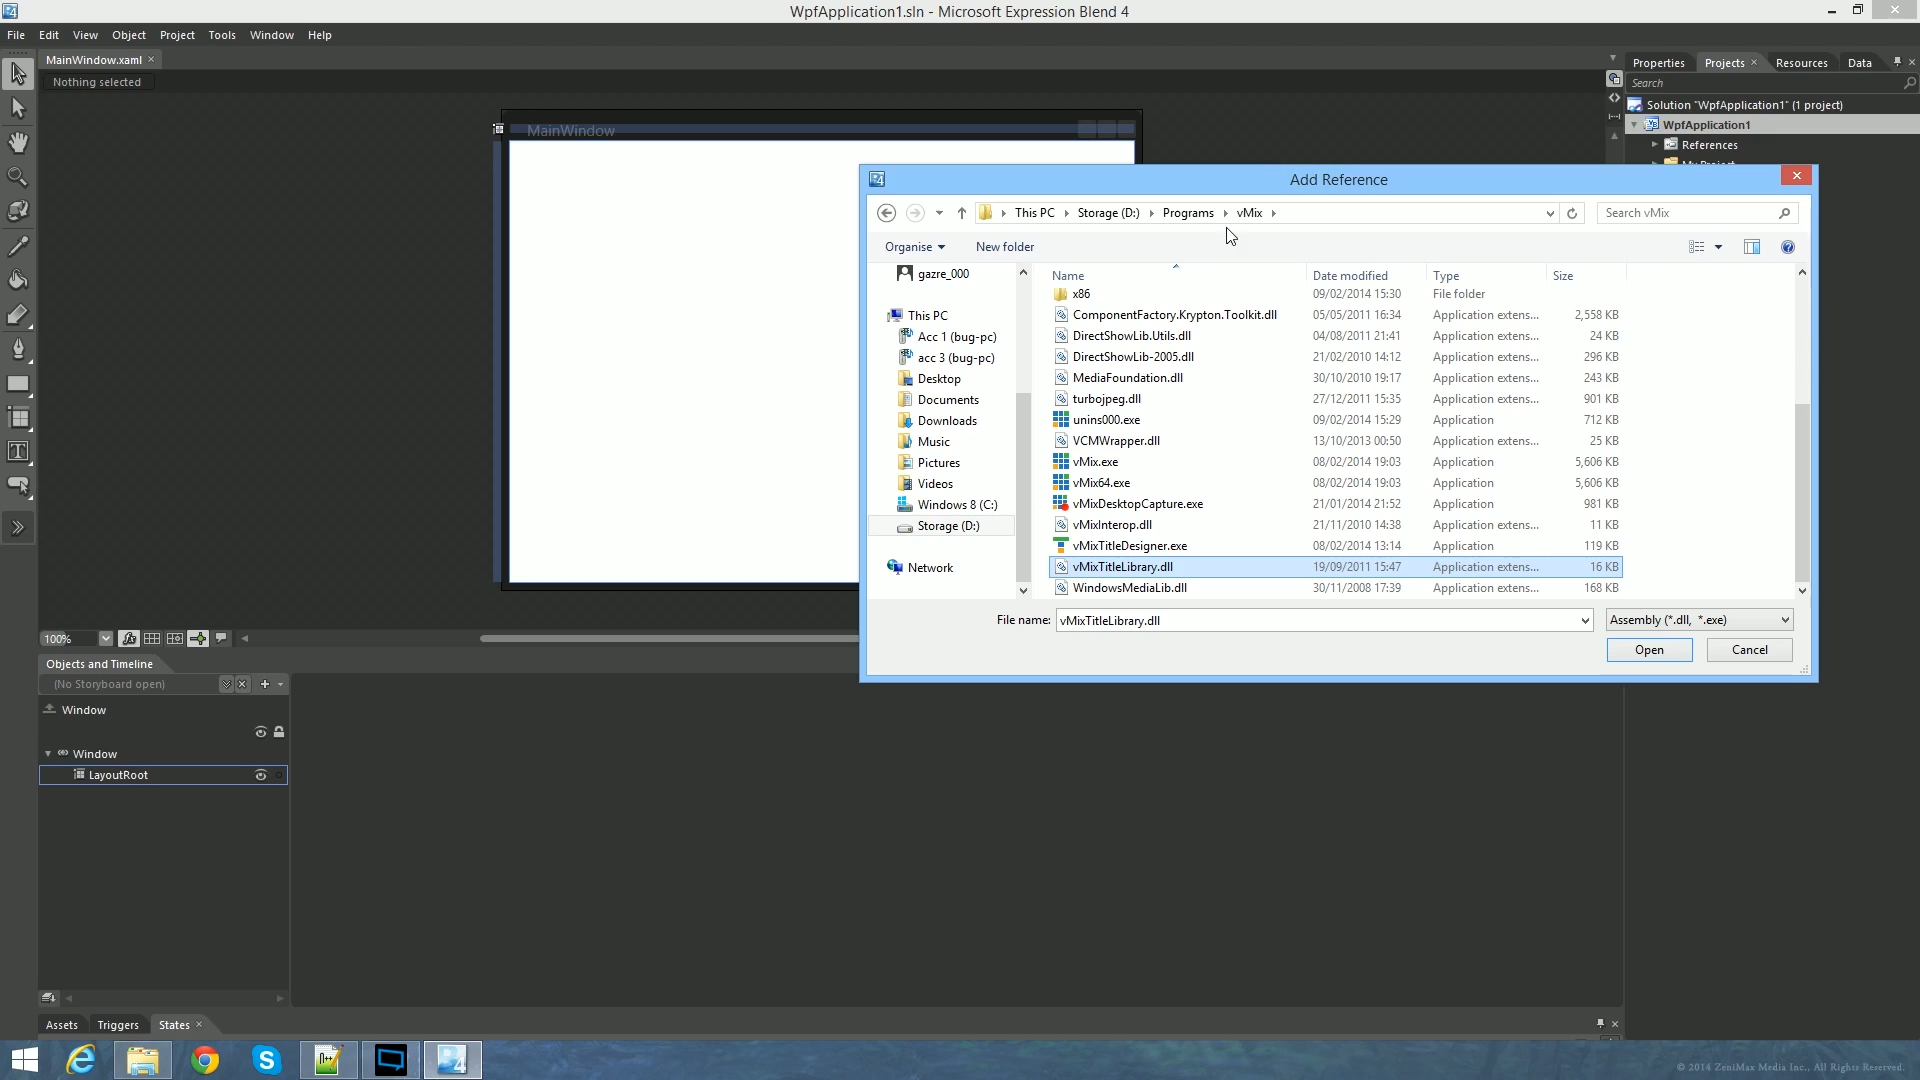 WpfApplication1.sln - Microsoft Expression Blend 4
File Edit View Object Project Tools Window Help
MainWindow.xaml
Nothing selected
MainWindow
Properties Projects Resources Data
Search
Solution "WpfApplication1" (1 project)
WpfApplication1
References
My Project
Add Reference
This PC Storage (D:) Programs vMix
Search vMix
Organise New folder
gazre_000
This PC
Acc 1 (bug-pc)
acc 3 (bug-pc)
Desktop
Documents
Downloads
Music
Pictures
Videos
Windows 8 (C:)
Storage (D:)
Network
Name Date modified Type Size
x86 09/02/2014 15:30 File folder
ComponentFactory.Krypton.Toolkit.dll 05/05/2011 16:34 Application extens... 2,558 KB
DirectShowLib.Utils.dll 04/08/2011 21:41 Application extens... 24 KB
DirectShowLib-2005.dll 21/02/2010 14:12 Application extens... 296 KB
MediaFoundation.dll 30/10/2010 19:17 Application extens... 243 KB
turbojpeg.dll 27/12/2011 15:35 Application extens... 901 KB
unins000.exe 09/02/2014 15:29 Application 712 KB
VCMWrapper.dll 13/10/2013 00:50 Application extens... 25 KB
vMix.exe 08/02/2014 19:03 Application 5,606 KB
vMix64.exe 08/02/2014 19:03 Application 5,606 KB
vMixDesktopCapture.exe 21/01/2014 21:52 Application 981 KB
vMixInterop.dll 21/11/2010 14:38 Application extens... 11 KB
vMixTitleDesigner.exe 08/02/2014 13:14 Application 119 KB
vMixTitleLibrary.dll 19/09/2011 15:47 Application extens... 16 KB
WindowsMediaLib.dll 30/11/2008 17:39 Application extens... 168 KB
File name: vMixTitleLibrary.dll Assembly (*.dll, *.exe)
Open Cancel
100%
Objects and Timeline
(No Storyboard open)
Window
Window
LayoutRoot
Assets Triggers States
© 2014 ZeniMax Media Inc., All Rights Reserved.